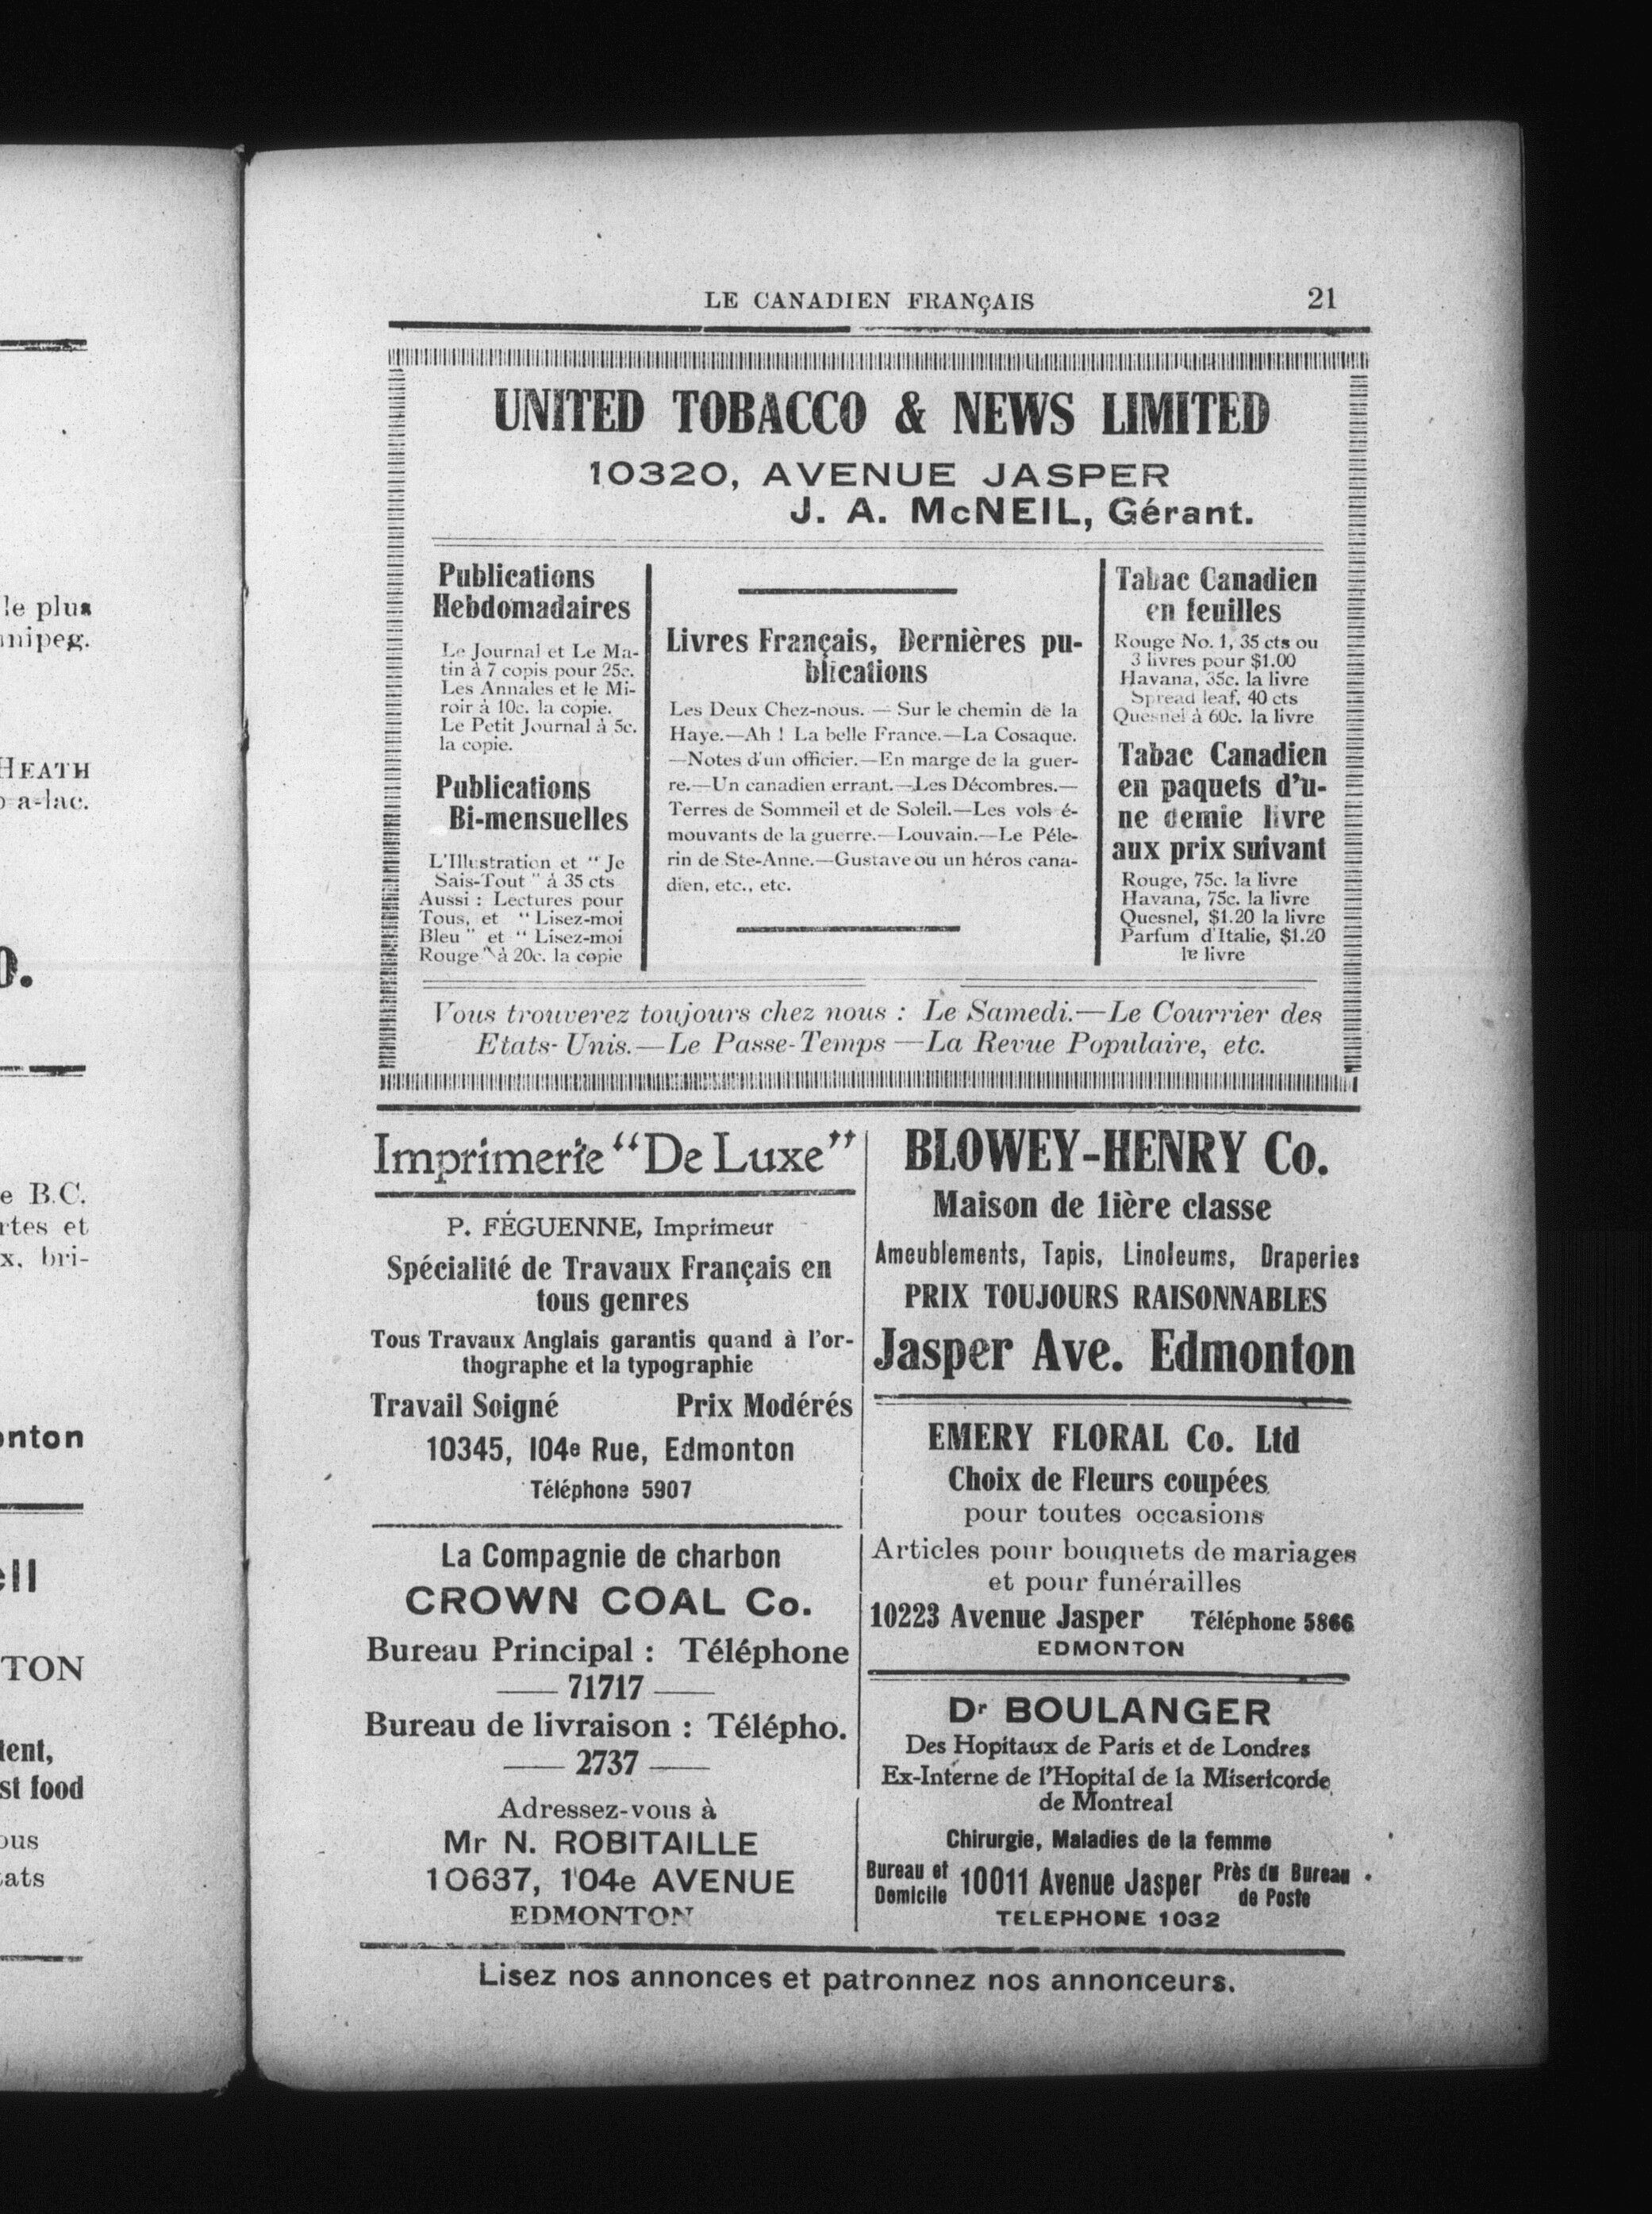 le plus
nnipeg.
HEATH
a-lac.
O.
e B.C.
rtes et
x, bri-
onton
ell
TON
tent,
st food
ous
tats
LE CANADIEN FRANçAIS 21
UNITED TOBACCO & NEWS LIMITED
10320, AVENUE JASPER
J. A. McNEIL, Gérant.
Publications
Hebdomadaires
Le Journal et Le Ma-
tin à 7 copis pour 25c.
Les Annales et le Mi-
roir à 10c. la copie.
Le Petit Journal à 5c.
la copie.
Publications
Bi-mensuelles
L'Illustration et " Je
Sais-Tout " à 35 cts
Aussi : Lectures pour
Tous, et " Lisez-moi
Bleu " et " Lisez-moi
Rouge " à 20c. la copie
Livres Français, Dernières pu-
blications
Les Deux Chez-nous. — Sur le chemin de la
Haye.—Ah ! La belle France.—La Cosaque.
—Notes d'un officier.—En marge de la guer-
re.—Un canadien errant.—Les Décombres.—
Terres de Sommeil et de Soleil.—Les vols é-
mouvants de la guerre.—Louvain.—Le Péle-
rin de Ste-Anne.—Gustave ou un héros cana-
dien, etc., etc.
Tabac Canadien
en feuilles
Rouge No. 1, 35 cts ou
3 livres pour $1.00
Havana, 35c. la livre
Spread leaf, 40 cts
Quesnel à 60c. la livre
Tabac Canadien
en paquets d'u-
ne demie livre
aux prix suivant
Rouge, 75c. la livre
Havana, 75c. la livre
Quesnel, $1.20 la livre
Parfum d'Italie, $1.20
le livre
Vous trouverez toujours chez nous : Le Samedi.—Le Courrier des
Etats-Unis.—Le Passe-Temps —La Revue Populaire, etc.
Imprimerie "De Luxe"
P. FÉGUENNE, Imprimeur
Spécialité de Travaux Français en
tous genres
Tous Travaux Anglais garantis quand à l'or-
thographe et la typographie
Travail Soigné Prix Modérés
10345, 104e Rue, Edmonton
Téléphone 5907
La Compagnie de charbon
CROWN COAL Co.
Bureau Principal : Téléphone
— 71717 —
Bureau de livraison : Télépho.
— 2737 —
Adressez-vous à
Mr N. ROBITAILLE
10637, 104e AVENUE
EDMONTON
BLOWEY-HENRY Co.
Maison de 1ière classe
Ameublements, Tapis, Linoleums, Draperies
PRIX TOUJOURS RAISONNABLES
Jasper Ave. Edmonton
EMERY FLORAL Co. Ltd
Choix de Fleurs coupées
pour toutes occasions
Articles pour bouquets de mariages
et pour funérailles
10223 Avenue Jasper Téléphone 5866
EDMONTON
Dr BOULANGER
Des Hopitaux de Paris et de Londres
Ex-Interne de l'Hopital de la Misericorde
de Montreal
Chirurgie, Maladies de la femme
Bureau et Domicile 10011 Avenue Jasper Près du Bureau de Poste
TELEPHONE 1032
Lisez nos annonces et patronnez nos annonceurs.